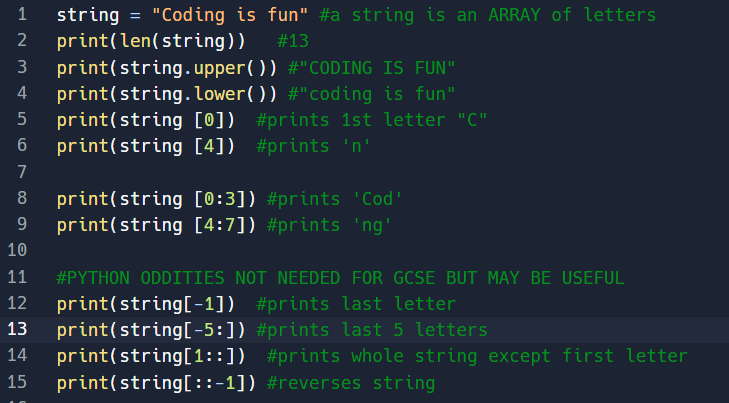 1 string = "Coding is fun" #a string is an ARRAY of letters
2 print(len(string))   #13
3 print(string.upper()) #"CODING IS FUN"
4 print(string.lower()) #"coding is fun"
5 print(string [0])  #prints 1st letter "C"
6 print(string [4])  #prints 'n'
7
8 print(string [0:3]) #prints 'Cod'
9 print(string [4:7]) #prints 'ng'
10
11 #PYTHON ODDITIES NOT NEEDED FOR GCSE BUT MAY BE USEFUL
12 print(string[-1])  #prints last letter
13 print(string[-5:]) #prints last 5 letters
14 print(string[1::])  #prints whole string except first letter
15 print(string[::-1]) #reverses string